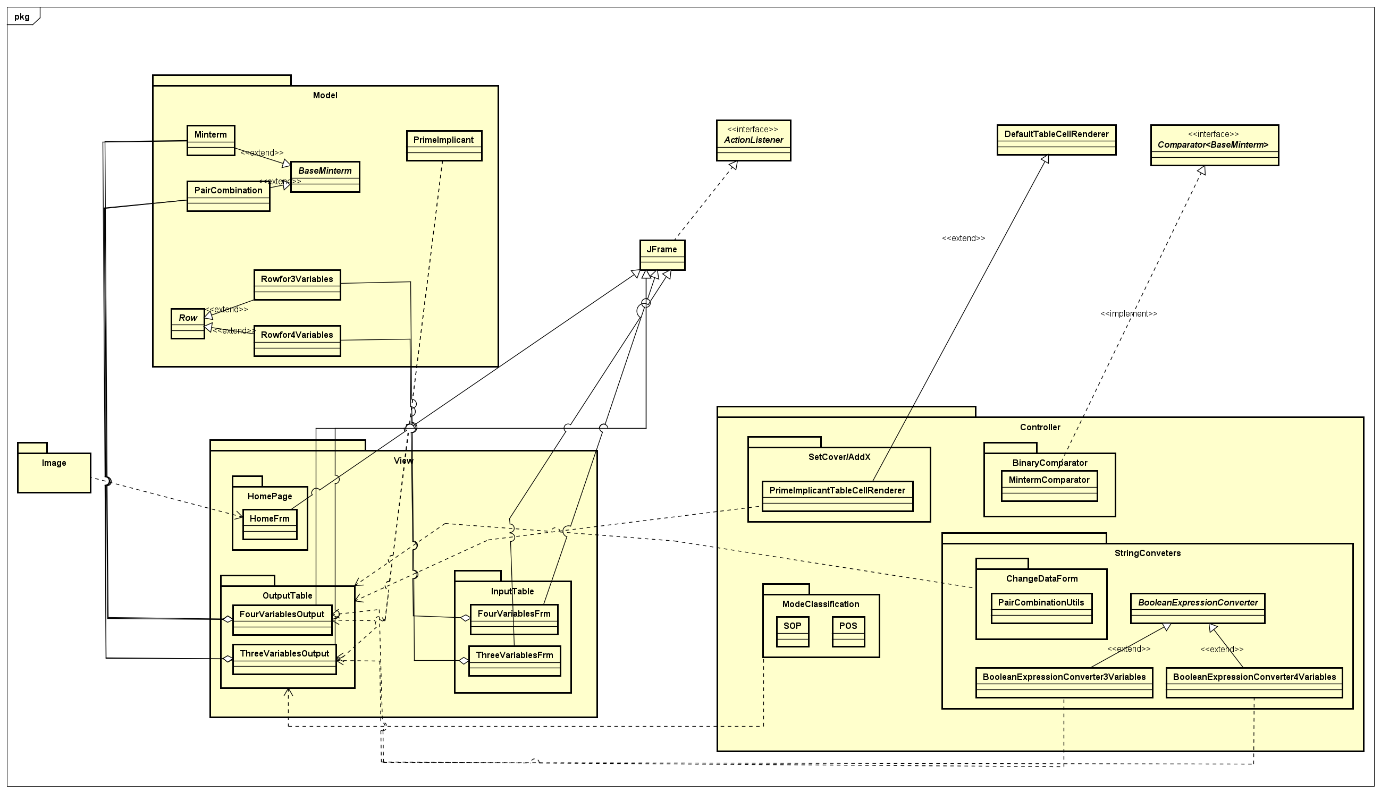 pkg
Model
Minterm
<<extend>>
BaseMinterm
PairCombination
<<extend>>
PrimeImplicant
Rowfor3Variables
<<extend>>
Row
<<extend>>
Rowfor4Variables
<<interface>>
ActionListener
DefaultTableCellRenderer
<<interface>>
Comparator<BaseMinterm>
JFrame
<<extend>>
<<implement>>
Image
View
HomePage
HomeFrm
OutputTable
FourVariablesOutput
ThreeVariablesOutput
InputTable
FourVariablesFrm
ThreeVariablesFrm
Controller
SetCover/AddX
PrimeImplicantTableCellRenderer
BinaryComparator
MintermComparator
StringConveters
ChangeDataForm
PairCombinationUtils
BooleanExpressionConverter
ModeClassification
SOP
POS
<<extend>>
<<extend>>
BooleanExpressionConverter3Variables
BooleanExpressionConverter4Variables